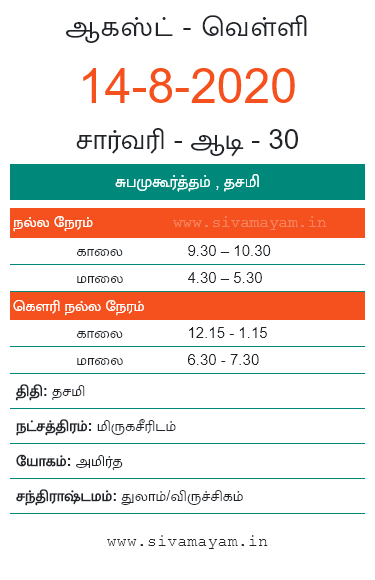 ஆகஸ்ட் - வெள்ளி
14-8-2020
சார்வரி - ஆடி - 30
சுபமுகூர்த்தம் , தசமி
நல்ல நேரம் www.sivamayam.in
காலை 9.30 – 10.30
மாலை 4.30 – 5.30
கௌரி நல்ல நேரம்
காலை 12.15 - 1.15
மாலை 6.30 - 7.30
திதி: தசமி
நட்சத்திரம்: மிருகசீரிடம்
யோகம்: அமிர்த
சந்திராஷ்டமம்: துலாம்/விருச்சிகம்
www.sivamayam.in